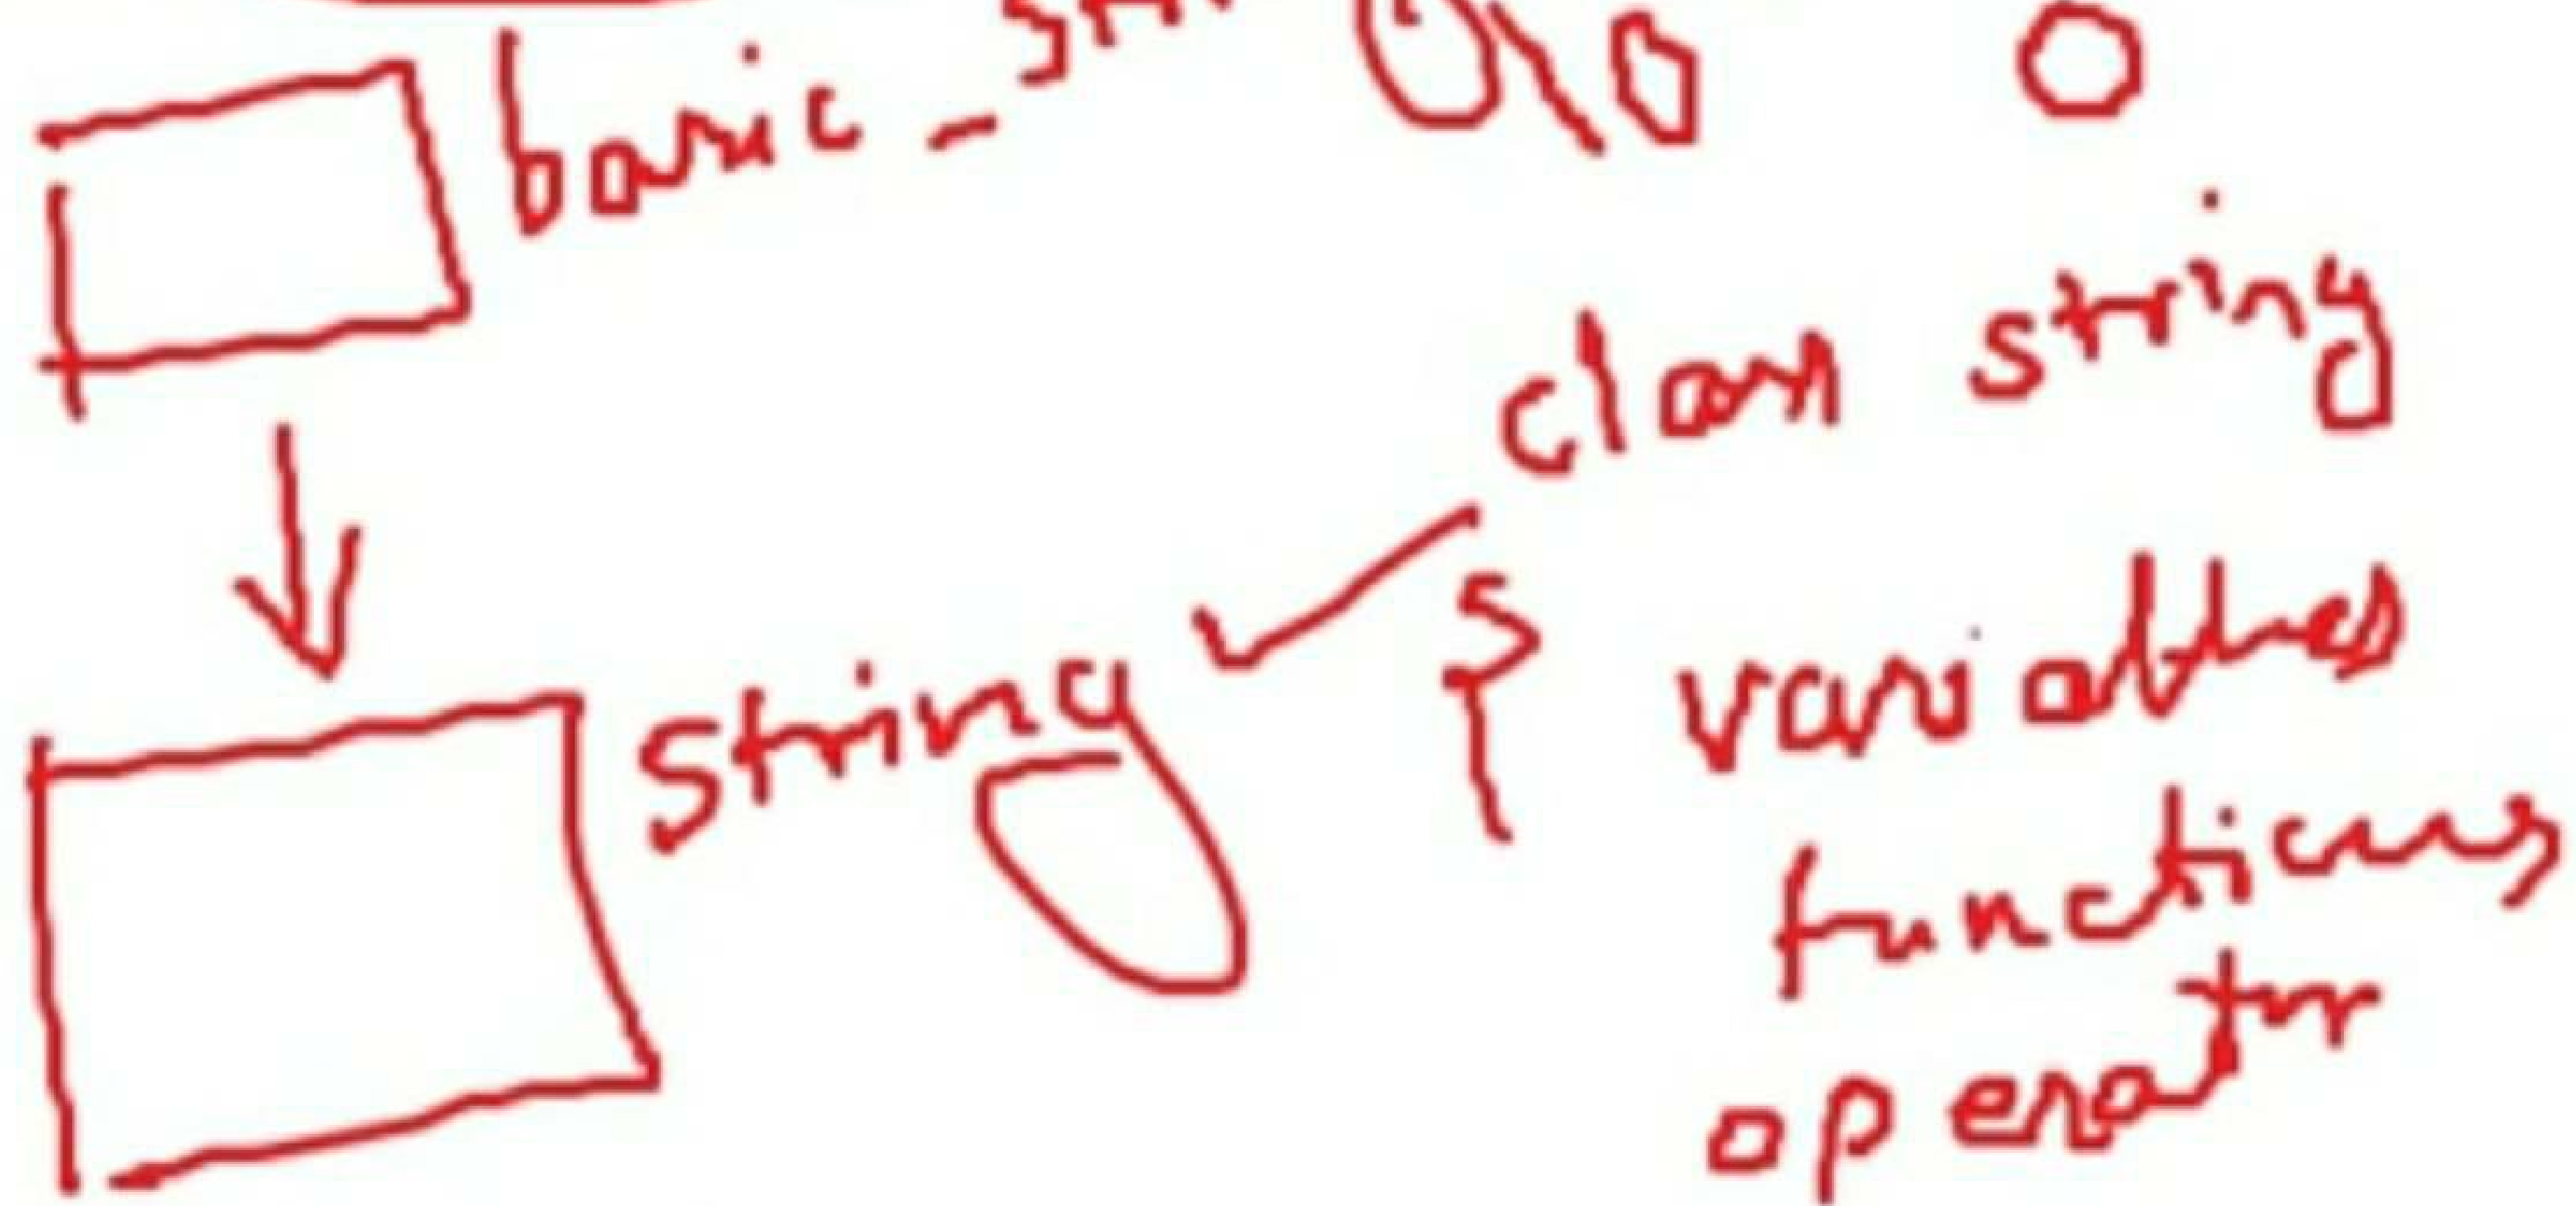 basic_
class string
string
{ variables
functions
operator